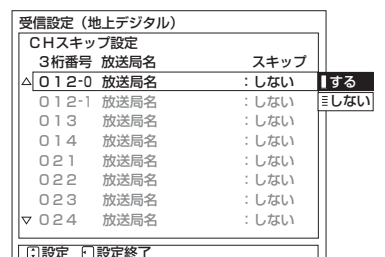 受信設定（地上デジタル）
CHスキップ設定
3桁番号 放送局名 スキップ
△ 012-0 放送局名 ：しない する
012-1 放送局名 ：しない しない
013 放送局名 ：しない
014 放送局名 ：しない
021 放送局名 ：しない
022 放送局名 ：しない
023 放送局名 ：しない
▽ 024 放送局名 ：しない
設定 設定終了